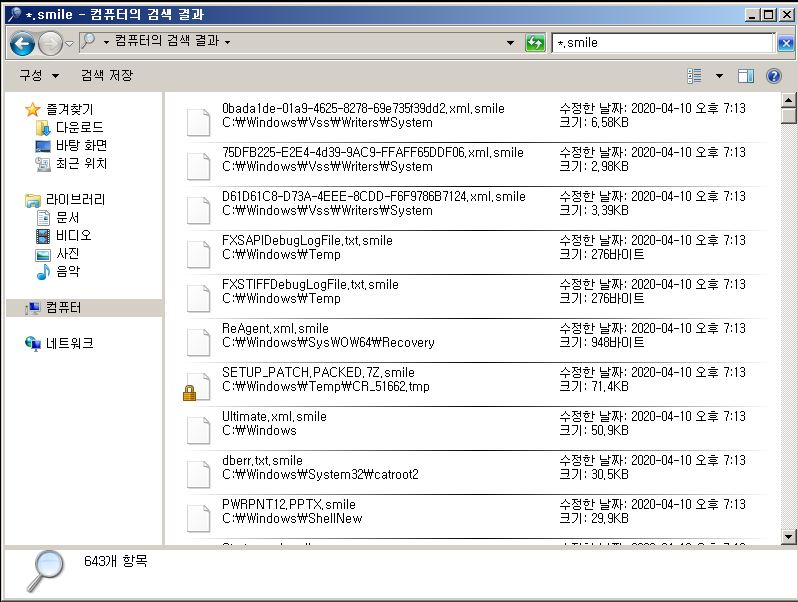 *.smile - 컴퓨터의 검색 결과
컴퓨터의 검색 결과
*.smile
구성
검색 저장
즐겨찾기
다운로드
바탕 화면
최근 위치
라이브러리
문서
비디오
사진
음악
컴퓨터
네트워크
0bada1de-01a9-4625-8278-69e735f39dd2.xml.smile
C:₩Windows₩Vss₩Writers₩System
수정한 날짜: 2020-04-10 오후 7:13
크기: 6.58KB
75DFB225-E2E4-4d39-9AC9-FFAFF65DDF06.xml.smile
C:₩Windows₩Vss₩Writers₩System
수정한 날짜: 2020-04-10 오후 7:13
크기: 2.98KB
D61D61C8-D73A-4EEE-8CDD-F6F9786B7124.xml.smile
C:₩Windows₩Vss₩Writers₩System
수정한 날짜: 2020-04-10 오후 7:13
크기: 3.39KB
FXSAPIDebugLogFile.txt.smile
C:₩Windows₩Temp
수정한 날짜: 2020-04-10 오후 7:13
크기: 276바이트
FXSTIFFDebugLogFile.txt.smile
C:₩Windows₩Temp
수정한 날짜: 2020-04-10 오후 7:13
크기: 276바이트
ReAgent.xml.smile
C:₩Windows₩SysWOW64₩Recovery
수정한 날짜: 2020-04-10 오후 7:13
크기: 948바이트
SETUP_PATCH.PACKED.7Z.smile
C:₩Windows₩Temp₩CR_51662.tmp
수정한 날짜: 2020-04-10 오후 7:13
크기: 71.4KB
Ultimate.xml.smile
C:₩Windows
수정한 날짜: 2020-04-10 오후 7:13
크기: 50.9KB
dberr.txt.smile
C:₩Windows₩System32₩catroot2
수정한 날짜: 2020-04-10 오후 7:13
크기: 30.5KB
PWRPNT12.PPTX.smile
C:₩Windows₩ShellNew
수정한 날짜: 2020-04-10 오후 7:13
크기: 29.9KB
643개 항목